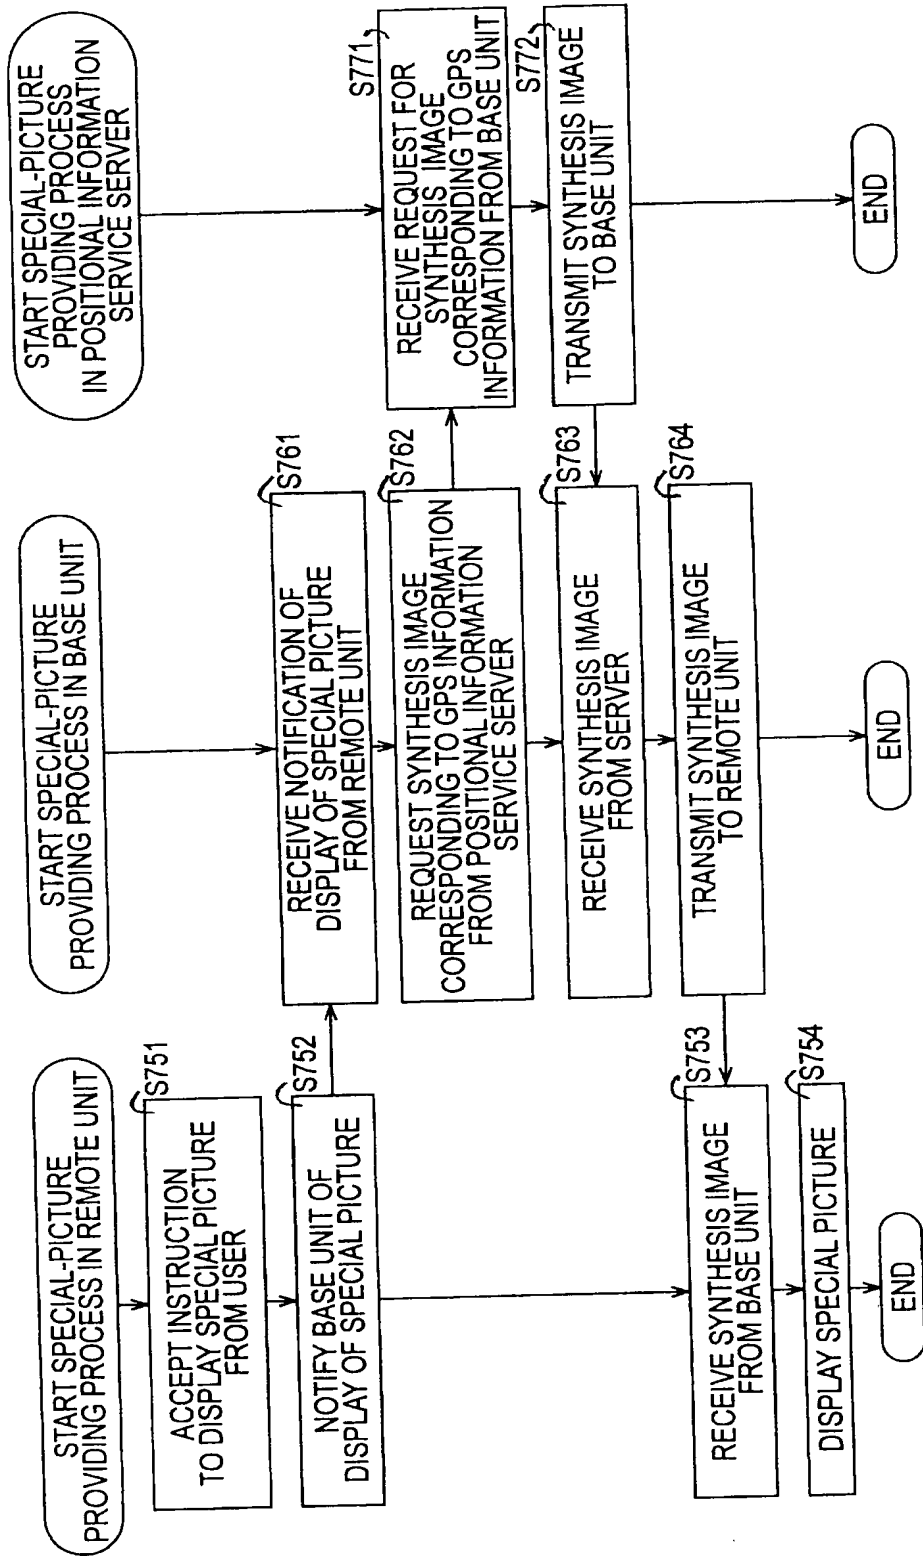 START SPECIAL-PICTURE
PROVIDING PROCESS IN REMOTE UNIT
S751
ACCEPT INSTRUCTION
TO DISPLAY SPECIAL PICTURE
FROM USER
S752
NOTIFY BASE UNIT OF
DISPLAY OF SPECIAL PICTURE
S753
RECEIVE SYNTHESIS IMAGE
FROM BASE UNIT
S754
DISPLAY SPECIAL PICTURE
END
START SPECIAL-PICTURE
PROVIDING PROCESS IN BASE UNIT
S761
RECEIVE NOTIFICATION OF
DISPLAY OF SPECIAL PICTURE
FROM REMOTE UNIT
S762
REQUEST SYNTHESIS IMAGE
CORRESPONDING TO GPS INFORMATION
FROM POSITIONAL INFORMATION
SERVICE SERVER
S763
RECEIVE SYNTHESIS IMAGE
FROM SERVER
S764
TRANSMIT SYNTHESIS IMAGE
TO REMOTE UNIT
END
START SPECIAL-PICTURE
PROVIDING PROCESS
IN POSITIONAL INFORMATION
SERVICE SERVER
S771
RECEIVE REQUEST FOR
SYNTHESIS IMAGE
CORRESPONDING TO GPS
INFORMATION FROM BASE UNIT
S772
TRANSMIT SYNTHESIS IMAGE
TO BASE UNIT
END